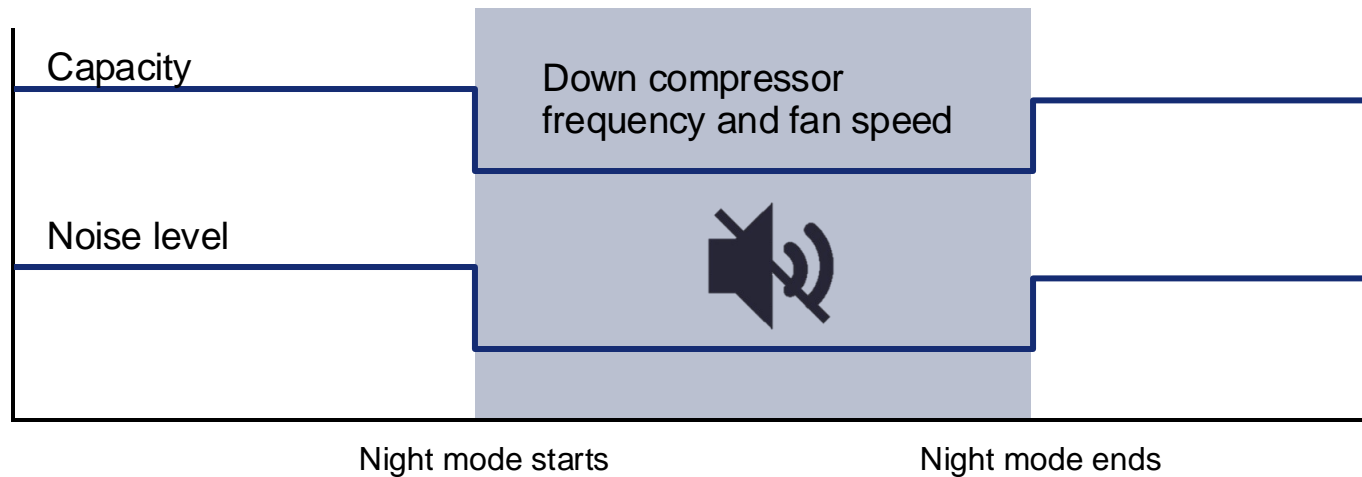 Capacity
Down compressor
frequency and fan speed
Noise level
Night mode starts
Night mode ends